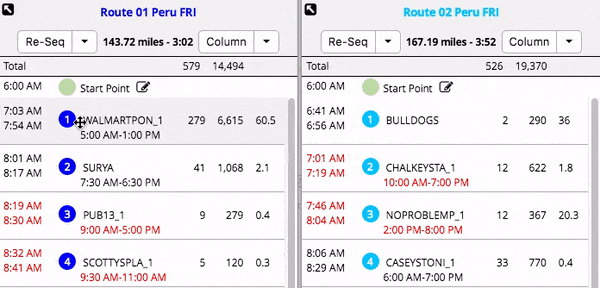 Route 01 Peru FRI
Re-Seq 143.72 miles - 3:02 Column
Total 579 14,494
6:00 AM Start Point
7:03 AM
7:54 AM 1 WALMARTPON_1 279 6,615 60.5
5:00 AM-1:00 PM
8:01 AM
8:17 AM 2 SURYA 41 1,068 2.1
7:30 AM-6:30 PM
8:19 AM
8:30 AM 3 PUB13_1 9 279 0.4
9:00 AM-5:00 PM
8:32 AM
8:41 AM 4 SCOTTYSPLA_1 5 120 0.3
9:30 AM-11:00 AM
Route 02 Peru FRI
Re-Seq 167.19 miles - 3:52 Column
Total 526 19,370
6:00 AM Start Point
6:41 AM
6:56 AM 1 BULLDOGS 2 290 36
7:01 AM
7:19 AM 2 CHALKEYSTA_1 12 622 1.8
10:00 AM-7:00 PM
7:46 AM
8:04 AM 3 NOPROBLEMP_1 12 367 20.3
2:00 PM-8:00 PM
8:06 AM
8:29 AM 4 CASEYSTONI_1 33 770 0.4
6:00 AM-7:00 PM